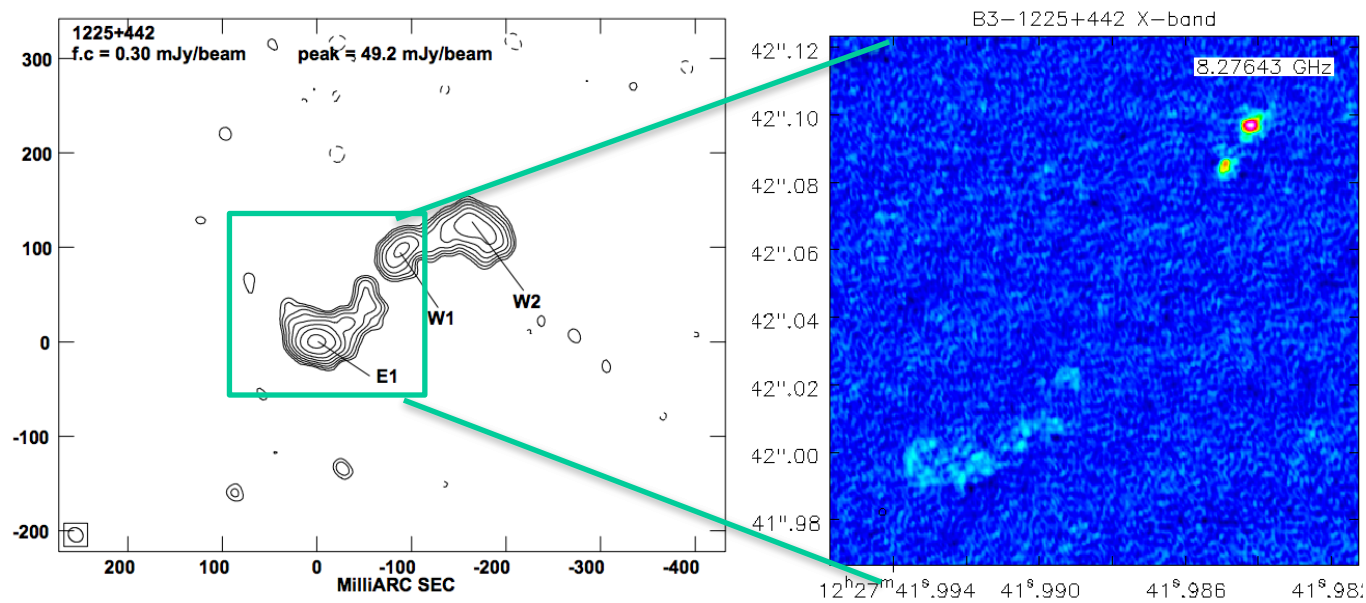 1225+442
f.c = 0.30 mJy/beam peak = 49.2 mJy/beam
300
200
100
0
-100
-200
W2
W1
E1
200 100 0 -100 -200 -300 -400
MilliARC SEC
B3-1225+442 X-band
8.27643 GHz
42".12
42".10
42".08
42".06
42".04
42".02
42".00
41".98
12ʰ27ᵐ41ˢ.994 41ˢ.990 41ˢ.986 41ˢ.982